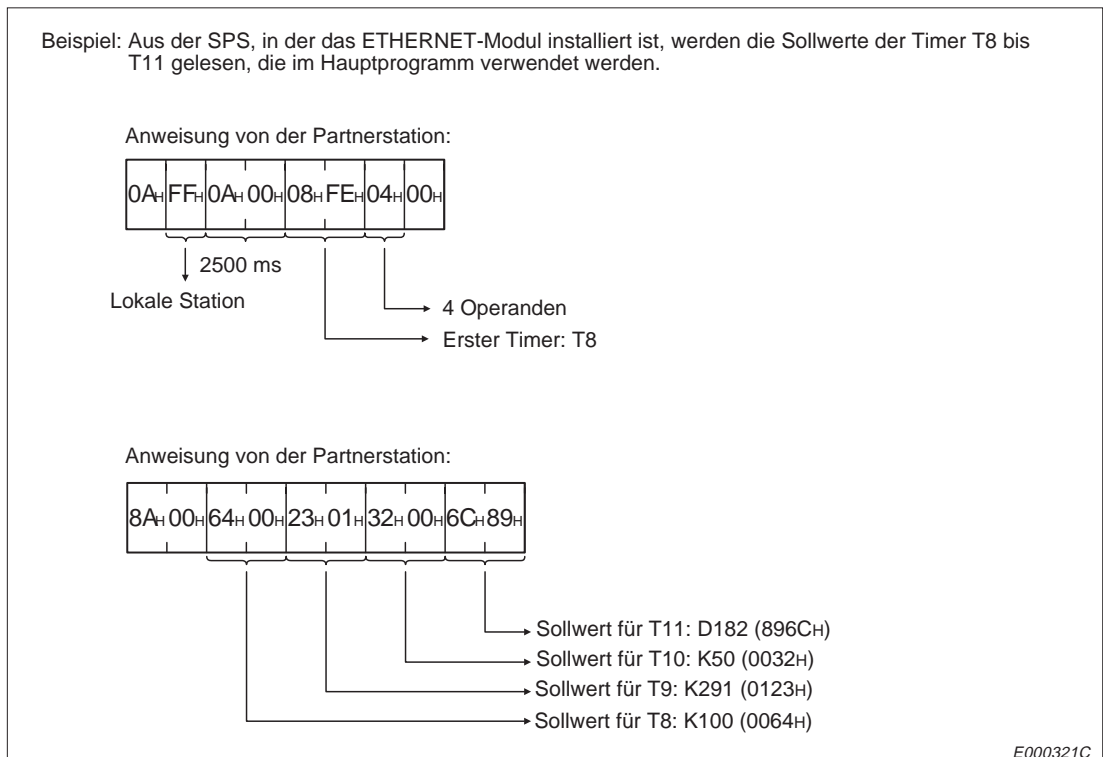 Beispiel: Aus der SPS, in der das ETHERNET-Modul installiert ist, werden die Sollwerte der Timer T8 bis
T11 gelesen, die im Hauptprogramm verwendet werden.
Anweisung von der Partnerstation:
0AH FFH 0AH 00H 08H FEH 04H 00H
2500 ms
Lokale Station
4 Operanden
Erster Timer: T8
Anweisung von der Partnerstation:
8AH 00H 64H 00H 23H 01H 32H 00H 6CH 89H
Sollwert für T11: D182 (896CH)
Sollwert für T10: K50 (0032H)
Sollwert für T9: K291 (0123H)
Sollwert für T8: K100 (0064H)
E000321C